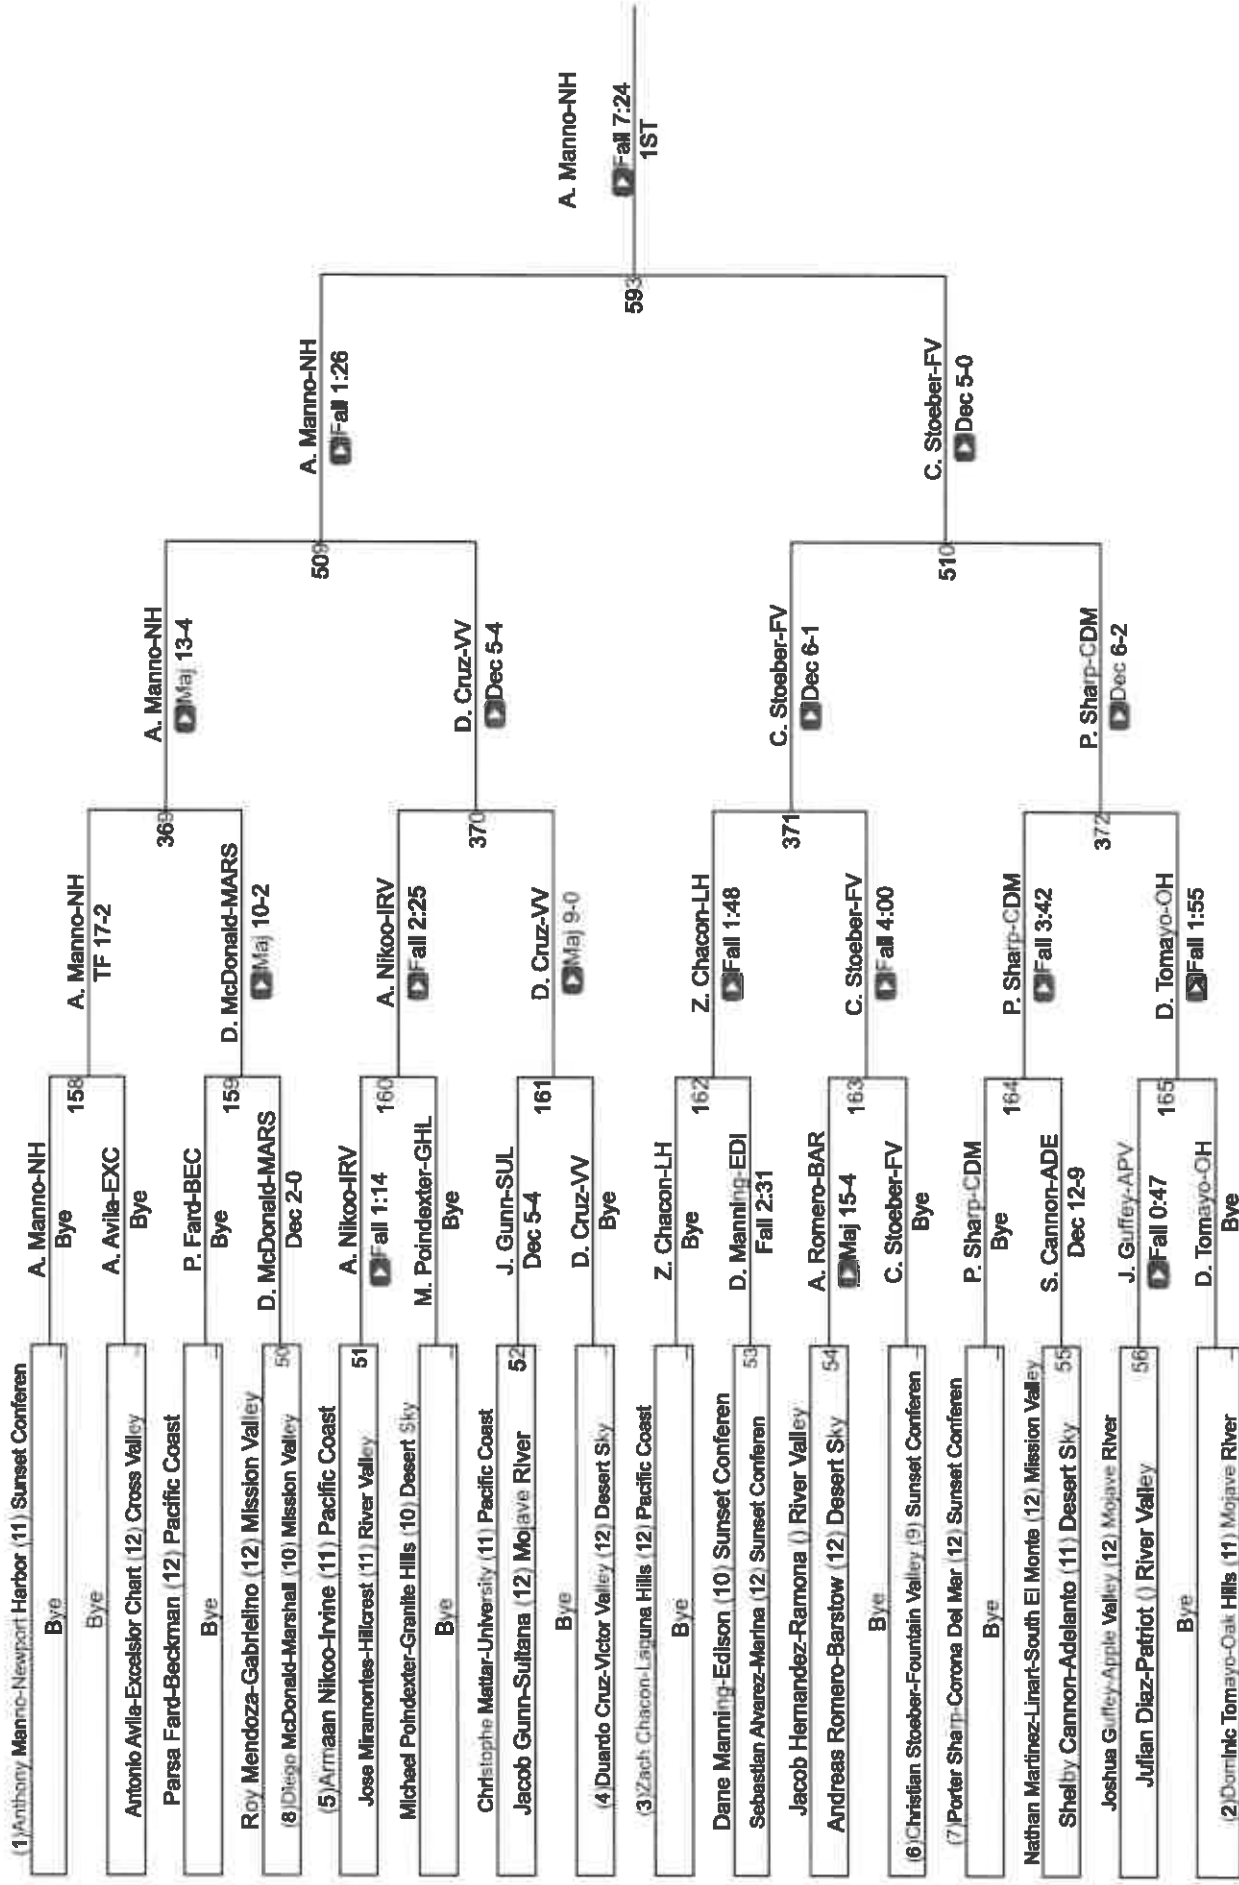 (1)Anthony Manno-Newport Harbor (11) Sunset Conferen
Bye
Bye
Antonio Avila-Excelsior Chart (12) Cross Valley
Parsa Fard-Beckman (12) Pacific Coast
Bye
Roy Mendoza-Gabrielino (12) Mission Valley
(8)Diego McDonald-Marshall (10) Mission Valley
50
(5)Armaan Nikoo-Irvine (11) Pacific Coast
Jose Miramontes-Hillcrest (11) River Valley
51
Michael Poindexter-Granite Hills (10) Desert Sky
Bye
Christophe Mattar-University (11) Pacific Coast
Jacob Gunn-Sultana (12) Mojave River
52
Bye
(4)Duardo Cruz-Victor Valley (12) Desert Sky
(3)Zach Chacon-Laguna Hills (12) Pacific Coast
Bye
Dane Manning-Edison (10) Sunset Conferen
Sebastian Alvarez-Marina (12) Sunset Conferen
53
Jacob Hernandez-Ramona () River Valley
Andreas Romero-Barstow (12) Desert Sky
54
Bye
(6)Christian Stoeber-Fountain Valley (9) Sunset Conferen
(7)Porter Sharp-Corona Del Mar (12) Sunset Conferen
Bye
Nathan Martinez-Linart-South El Monte (12) Mission Valley
Shelby Cannon-Adelanto (11) Desert Sky
55
Joshua Guffey-Apple Valley (12) Mojave River
Julian Diaz-Patriot () River Valley
56
Bye
(2)Dominic Tomayo-Oak Hills (11) Mojave River
A. Manno-NH
Bye
158
A. Avila-EXC
Bye
P. Fard-BEC
Bye
159
D. McDonald-MARS
Dec 2-0
A. Nikoo-IRV
Fall 1:14
160
M. Poindexter-GHL
Bye
J. Gunn-SUL
Dec 5-4
161
D. Cruz-VV
Bye
Z. Chacon-LH
Bye
162
D. Manning-EDI
Fall 2:31
A. Romero-BAR
Maj 15-4
163
C. Stoeber-FV
Bye
P. Sharp-CDM
Bye
164
S. Cannon-ADE
Dec 12-9
J. Guffey-APV
Fall 0:47
165
D. Tomayo-OH
Bye
A. Manno-NH
TF 17-2
369
D. McDonald-MARS
Maj 10-2
A. Nikoo-IRV
Fall 2:25
370
D. Cruz-VV
Maj 9-0
Z. Chacon-LH
Fall 1:48
371
C. Stoeber-FV
Fall 4:00
P. Sharp-CDM
Fall 3:42
372
D. Tomayo-OH
Fall 1:55
A. Manno-NH
Maj 13-4
509
D. Cruz-VV
Dec 5-4
C. Stoeber-FV
Dec 6-1
510
P. Sharp-CDM
Dec 6-2
A. Manno-NH
Fall 1:26
593
C. Stoeber-FV
Dec 5-0
A. Manno-NH
Fall 7:24
1ST